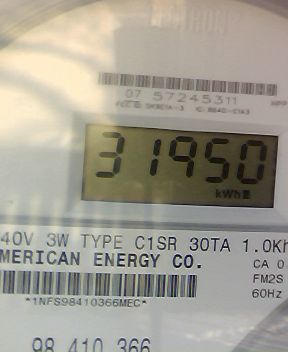 07 57245311
31950
kWh
40V 3W TYPE C1SR 30TA 1.0Kh
MERICAN ENERGY CO.
CA 0
FM2S
*1NFS98410366MEC*
60Hz
98 410 366